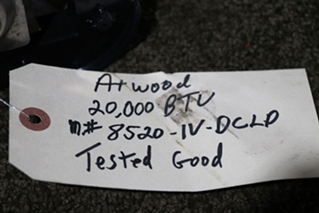 Atwood
20,000 BTU
m# 8520-IV-DCLP
Tested Good